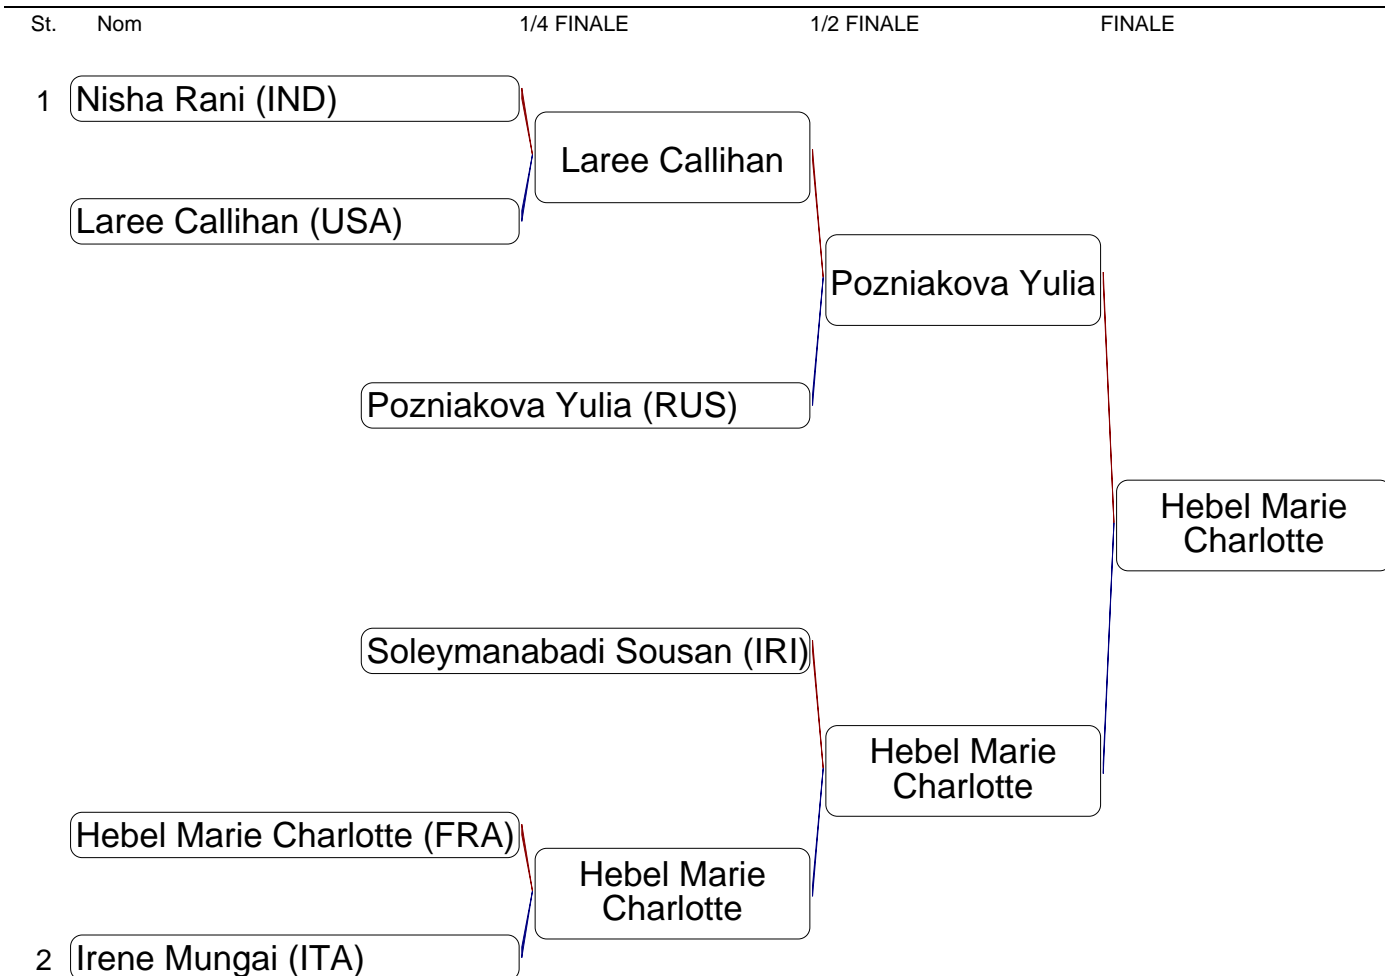 St. Nom 1/4 FINALE 1/2 FINALE FINALE
1 Nisha Rani (IND)
Laree Callihan
Laree Callihan (USA)
Pozniakova Yulia
Pozniakova Yulia (RUS)
Hebel Marie
Charlotte
Soleymanabadi Sousan (IRI)
Hebel Marie
Charlotte
Hebel Marie Charlotte (FRA)
Hebel Marie
Charlotte
2 Irene Mungai (ITA)